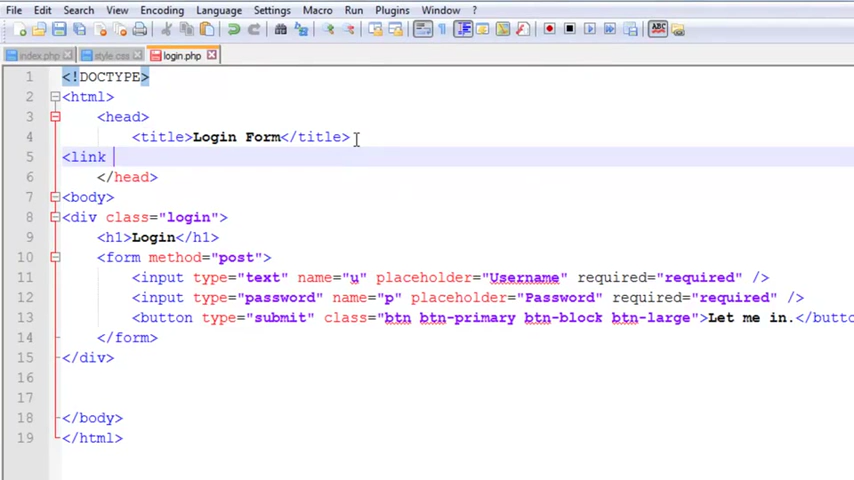 File Edit Search View Encoding Language Settings Macro Run Plugins Window ?
index.php style.css login.php
1 <!DOCTYPE>
2 <html>
3 <head>
4 <title>Login Form</title>
5 <link
6 </head>
7 <body>
8 <div class="login">
9 <h1>Login</h1>
10 <form method="post">
11 <input type="text" name="u" placeholder="Username" required="required" />
12 <input type="password" name="p" placeholder="Password" required="required" />
13 <button type="submit" class="btn btn-primary btn-block btn-large">Let me in.</butto
14 </form>
15 </div>
16
17
18 </body>
19 </html>